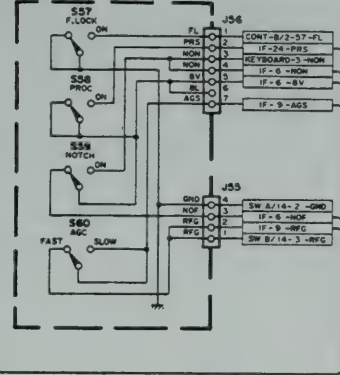 S57
F.LOCK
ON
S58
PROC
ON
S59
NOTCH
ON
S60
AGC
FAST SLOW
J56
FL 1 CONT-B/2-57-FL
PRS 2 IF-24-PRS
NON 3 KEYBOARD-3-NON
NON 4 IF-6-NON
BV 5 IF-6-BV
BL 6
AGS 7 IF-9-AGS
J55
GND 4 SW A/14-2-GND
NOF 3 IF-6-NOF
RFG 2 IF-9-RFG
RFG 1 SW B/14-3-RFG